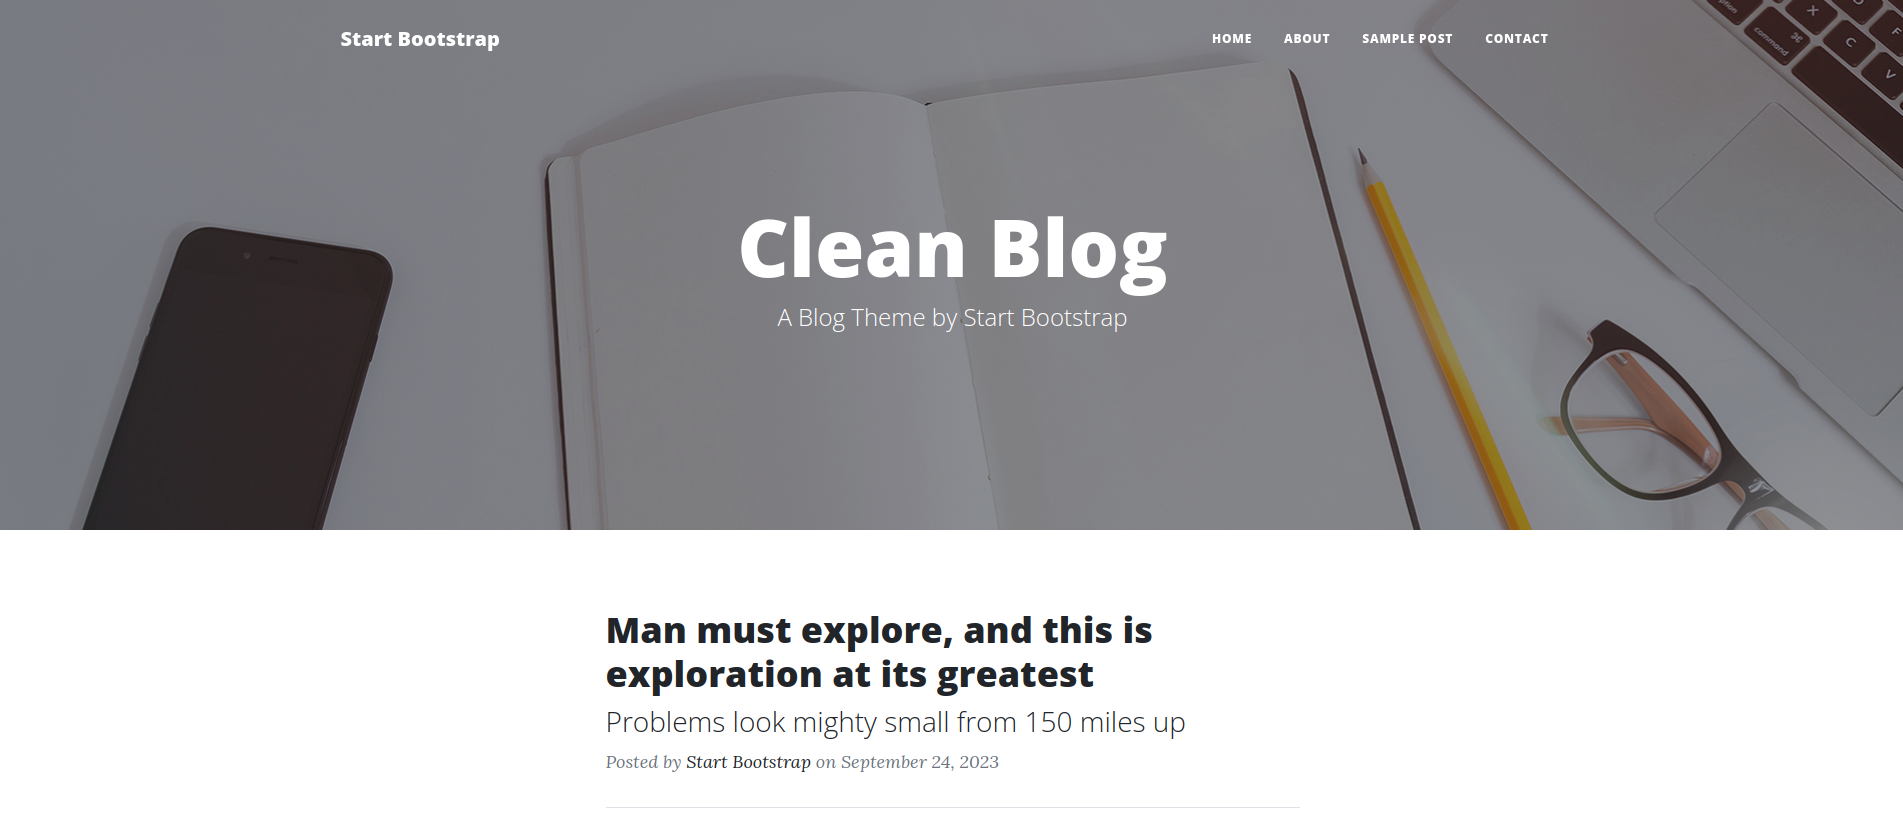 Start Bootstrap
HOME ABOUT SAMPLE POST CONTACT
option
command ⌘
X
C
V
D
F
Clean Blog
A Blog Theme by Start Bootstrap
Man must explore, and this is
exploration at its greatest
Problems look mighty small from 150 miles up
Posted by Start Bootstrap on September 24, 2023